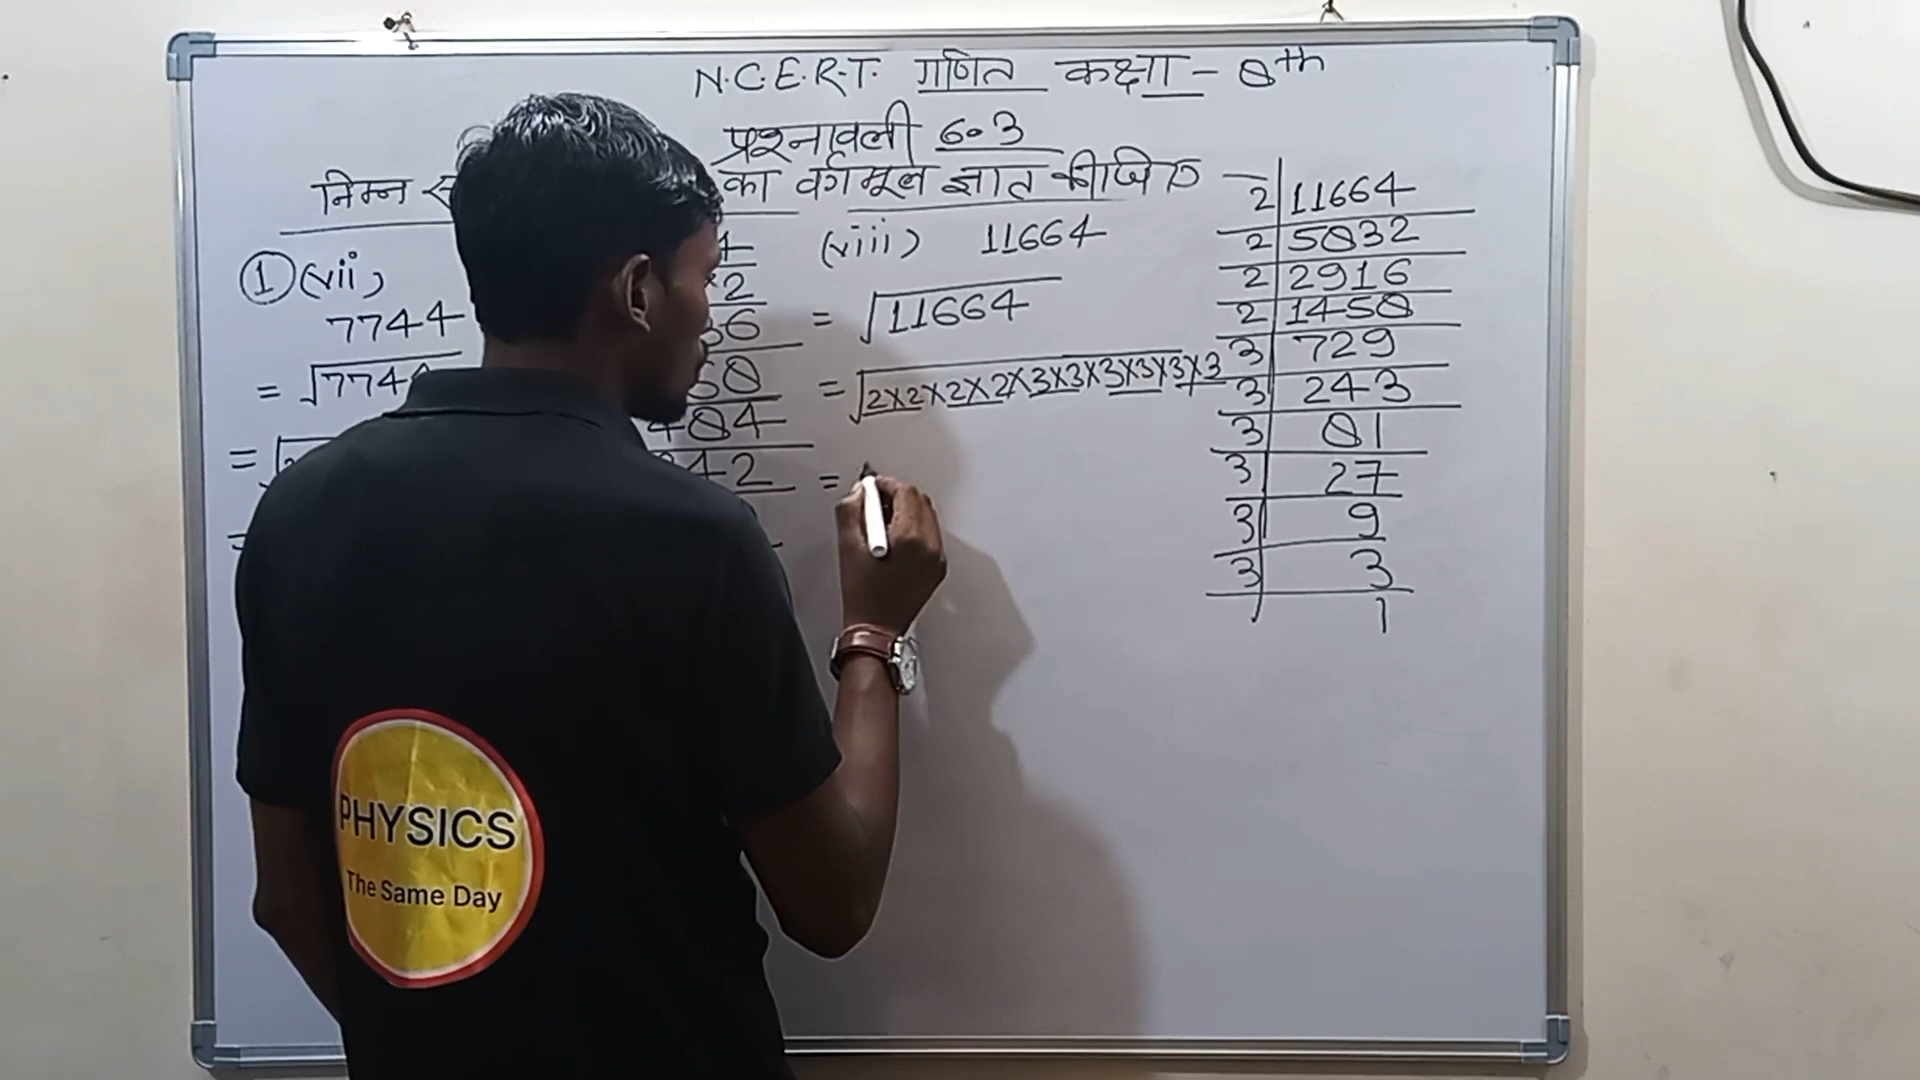 N.C.E.R.T. गणित कक्षा - 8th
प्रश्नावली 6.3
निम्न का वर्गमूल ज्ञात कीजिए
① (vii)
7744
= √7744
=
=
(viii) 11664
= √11664
= √2×2×2×2×3×3×3×3×3×3
=
2 | 11664
2 | 5832
2 | 2916
2 | 1458
3 | 729
3 | 243
3 | 81
3 | 27
3 | 9
3 | 3
1
PHYSICS
The Same Day